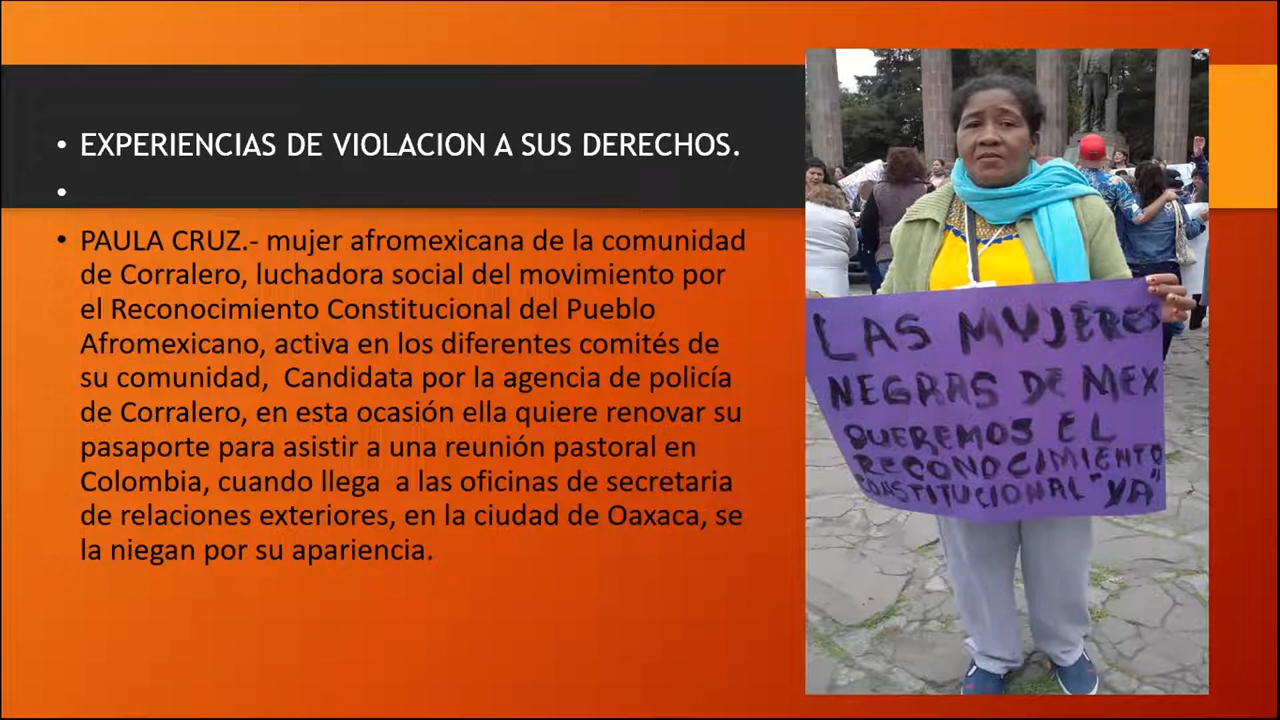 EXPERIENCIAS DE VIOLACION A SUS DERECHOS.
PAULA CRUZ.- mujer afromexicana de la comunidad
de Corralero, luchadora social del movimiento por
el Reconocimiento Constitucional del Pueblo
Afromexicano, activa en los diferentes comités de
su comunidad,  Candidata por la agencia de policía
de Corralero, en esta ocasión ella quiere renovar su
pasaporte para asistir a una reunión pastoral en
Colombia, cuando llega  a las oficinas de secretaria
de relaciones exteriores, en la ciudad de Oaxaca, se
la niegan por su apariencia.
LAS MUJERES
NEGRAS DE MEX
QUEREMOS EL
RECONOCIMIENTO
CONSTITUCIONAL "YA"